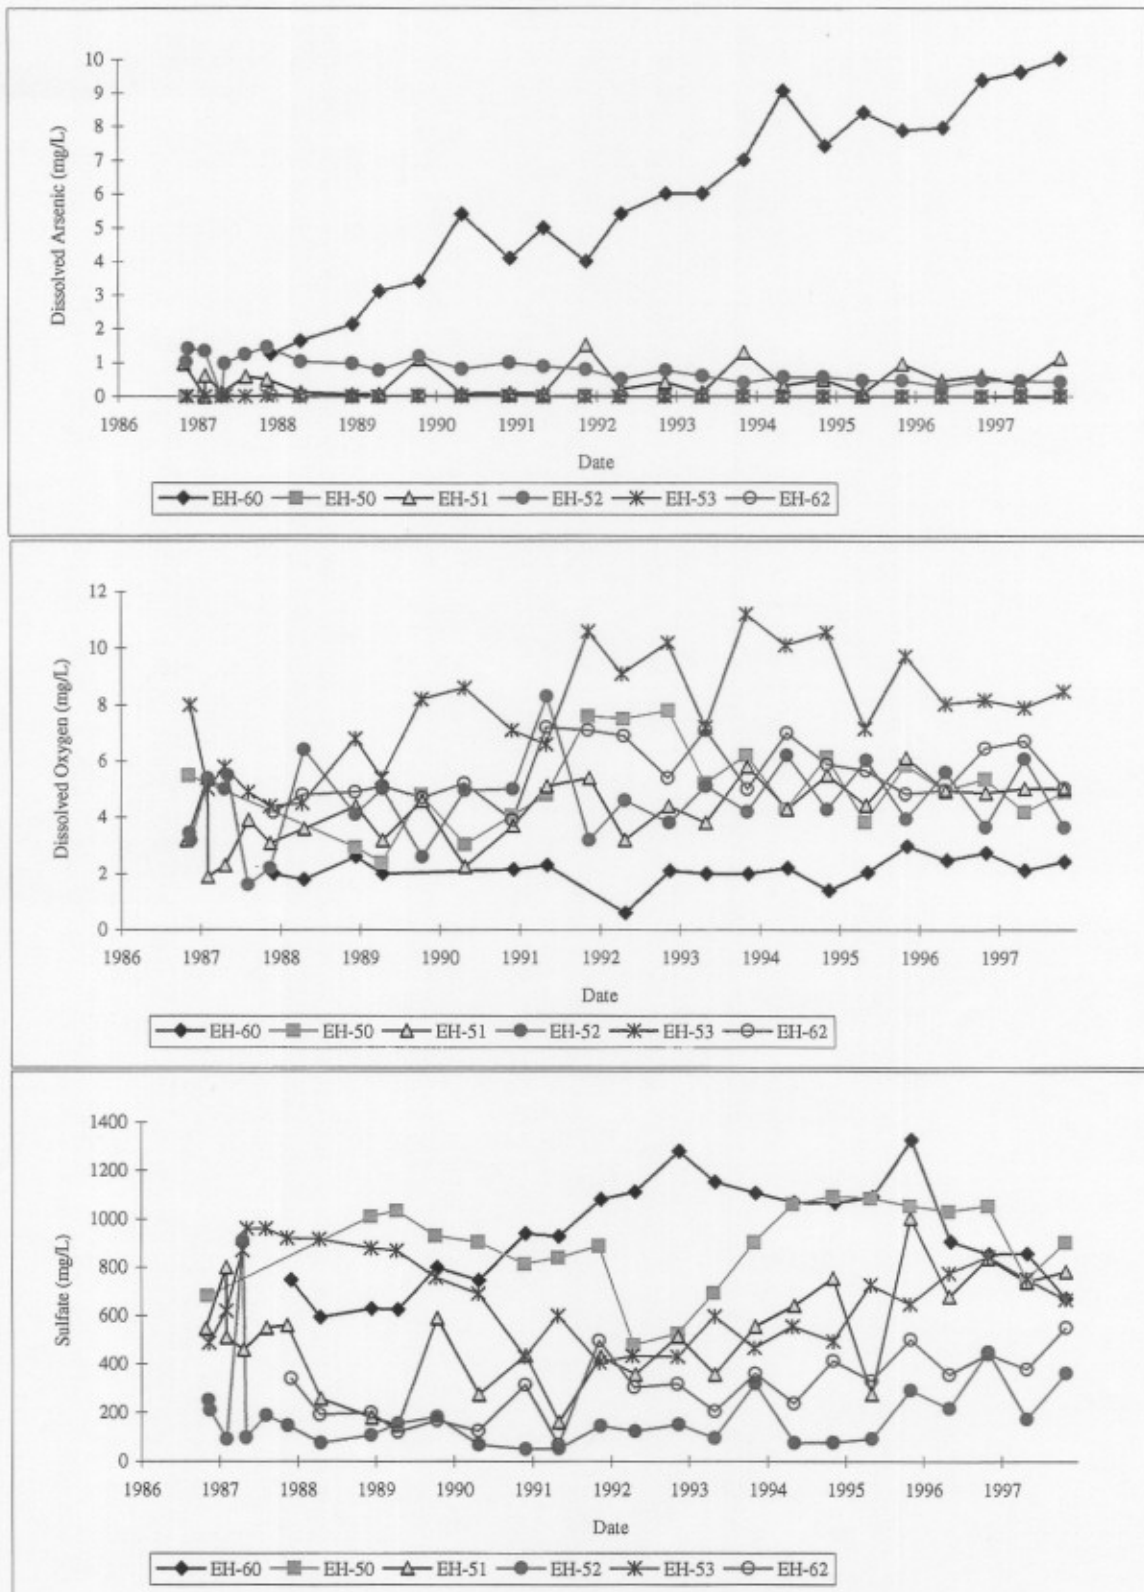 Dissolved Arsenic (mg/L)
10
9
8
7
6
5
4
3
2
1
0
1986 1987 1988 1989 1990 1991 1992 1993 1994 1995 1996 1997
Date
EH-60 EH-50 EH-51 EH-52 EH-53 EH-62
Dissolved Oxygen (mg/L)
12
10
8
6
4
2
0
1986 1987 1988 1989 1990 1991 1992 1993 1994 1995 1996 1997
Date
EH-60 EH-50 EH-51 EH-52 EH-53 EH-62
Sulfate (mg/L)
1400
1200
1000
800
600
400
200
0
1986 1987 1988 1989 1990 1991 1992 1993 1994 1995 1996 1997
Date
EH-60 EH-50 EH-51 EH-52 EH-53 EH-62